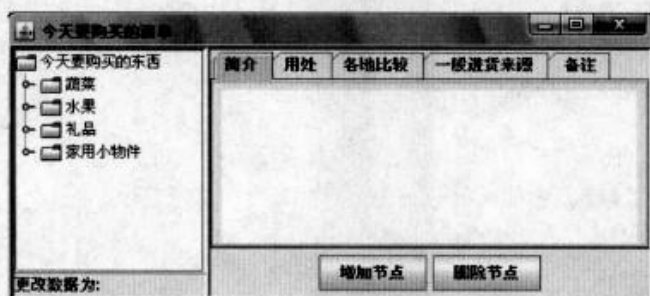 今天要购买的菜单
今天要购买的东西
蔬菜
水果
礼品
家用小物件
更改数据为:
简介 用处 各地比较 一般进货来源 备注
增加节点 删除节点